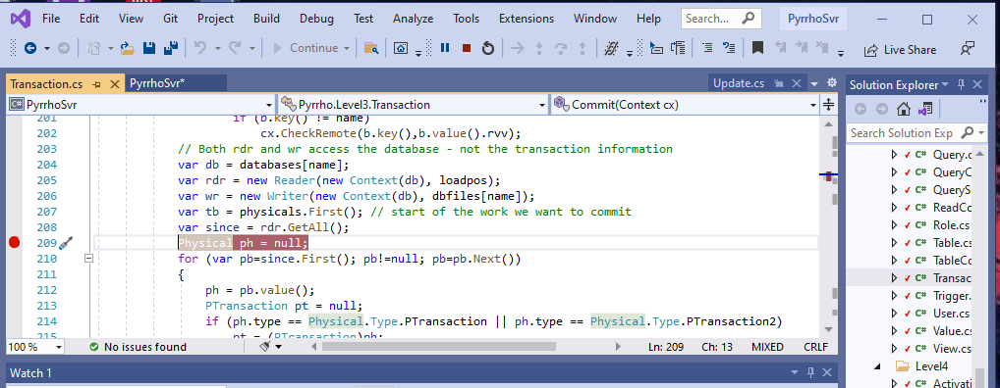 File Edit View Git Project Build Debug Test Analyze Tools Extensions Window Help Search... PyrrhoSvr
Continue Live Share
Transaction.cs PyrrhoSvr* Update.cs
PyrrhoSvr Pyrrho.Level3.Transaction Commit(Context cx)
201 if (b.key() != name)
202 cx.CheckRemote(b.key(),b.value().rvv);
203 // Both rdr and wr access the database - not the transaction information
204 var db = databases[name];
205 var rdr = new Reader(new Context(db), loadpos);
206 var wr = new Writer(new Context(db), dbfiles[name]);
207 var tb = physicals.First(); // start of the work we want to commit
208 var since = rdr.GetAll();
209 Physical ph = null;
210 for (var pb=since.First(); pb!=null; pb=pb.Next())
211 {
212 ph = pb.value();
213 PTransaction pt = null;
214 if (ph.type == Physical.Type.PTransaction || ph.type == Physical.Type.PTransaction2)
215 pt = (PTransaction)ph;
100 % No issues found Ln: 209 Ch: 13 MIXED CRLF
Watch 1
Solution Explorer
Search Solution Exp
C# Query.c
C# QueryC
C# QueryS
C# ReadCo
C# Role.cs
C# Table.cs
C# TableCo
C# Transac
C# Trigger.
C# User.cs
C# Value.cs
C# View.cs
Level4
C# Activati